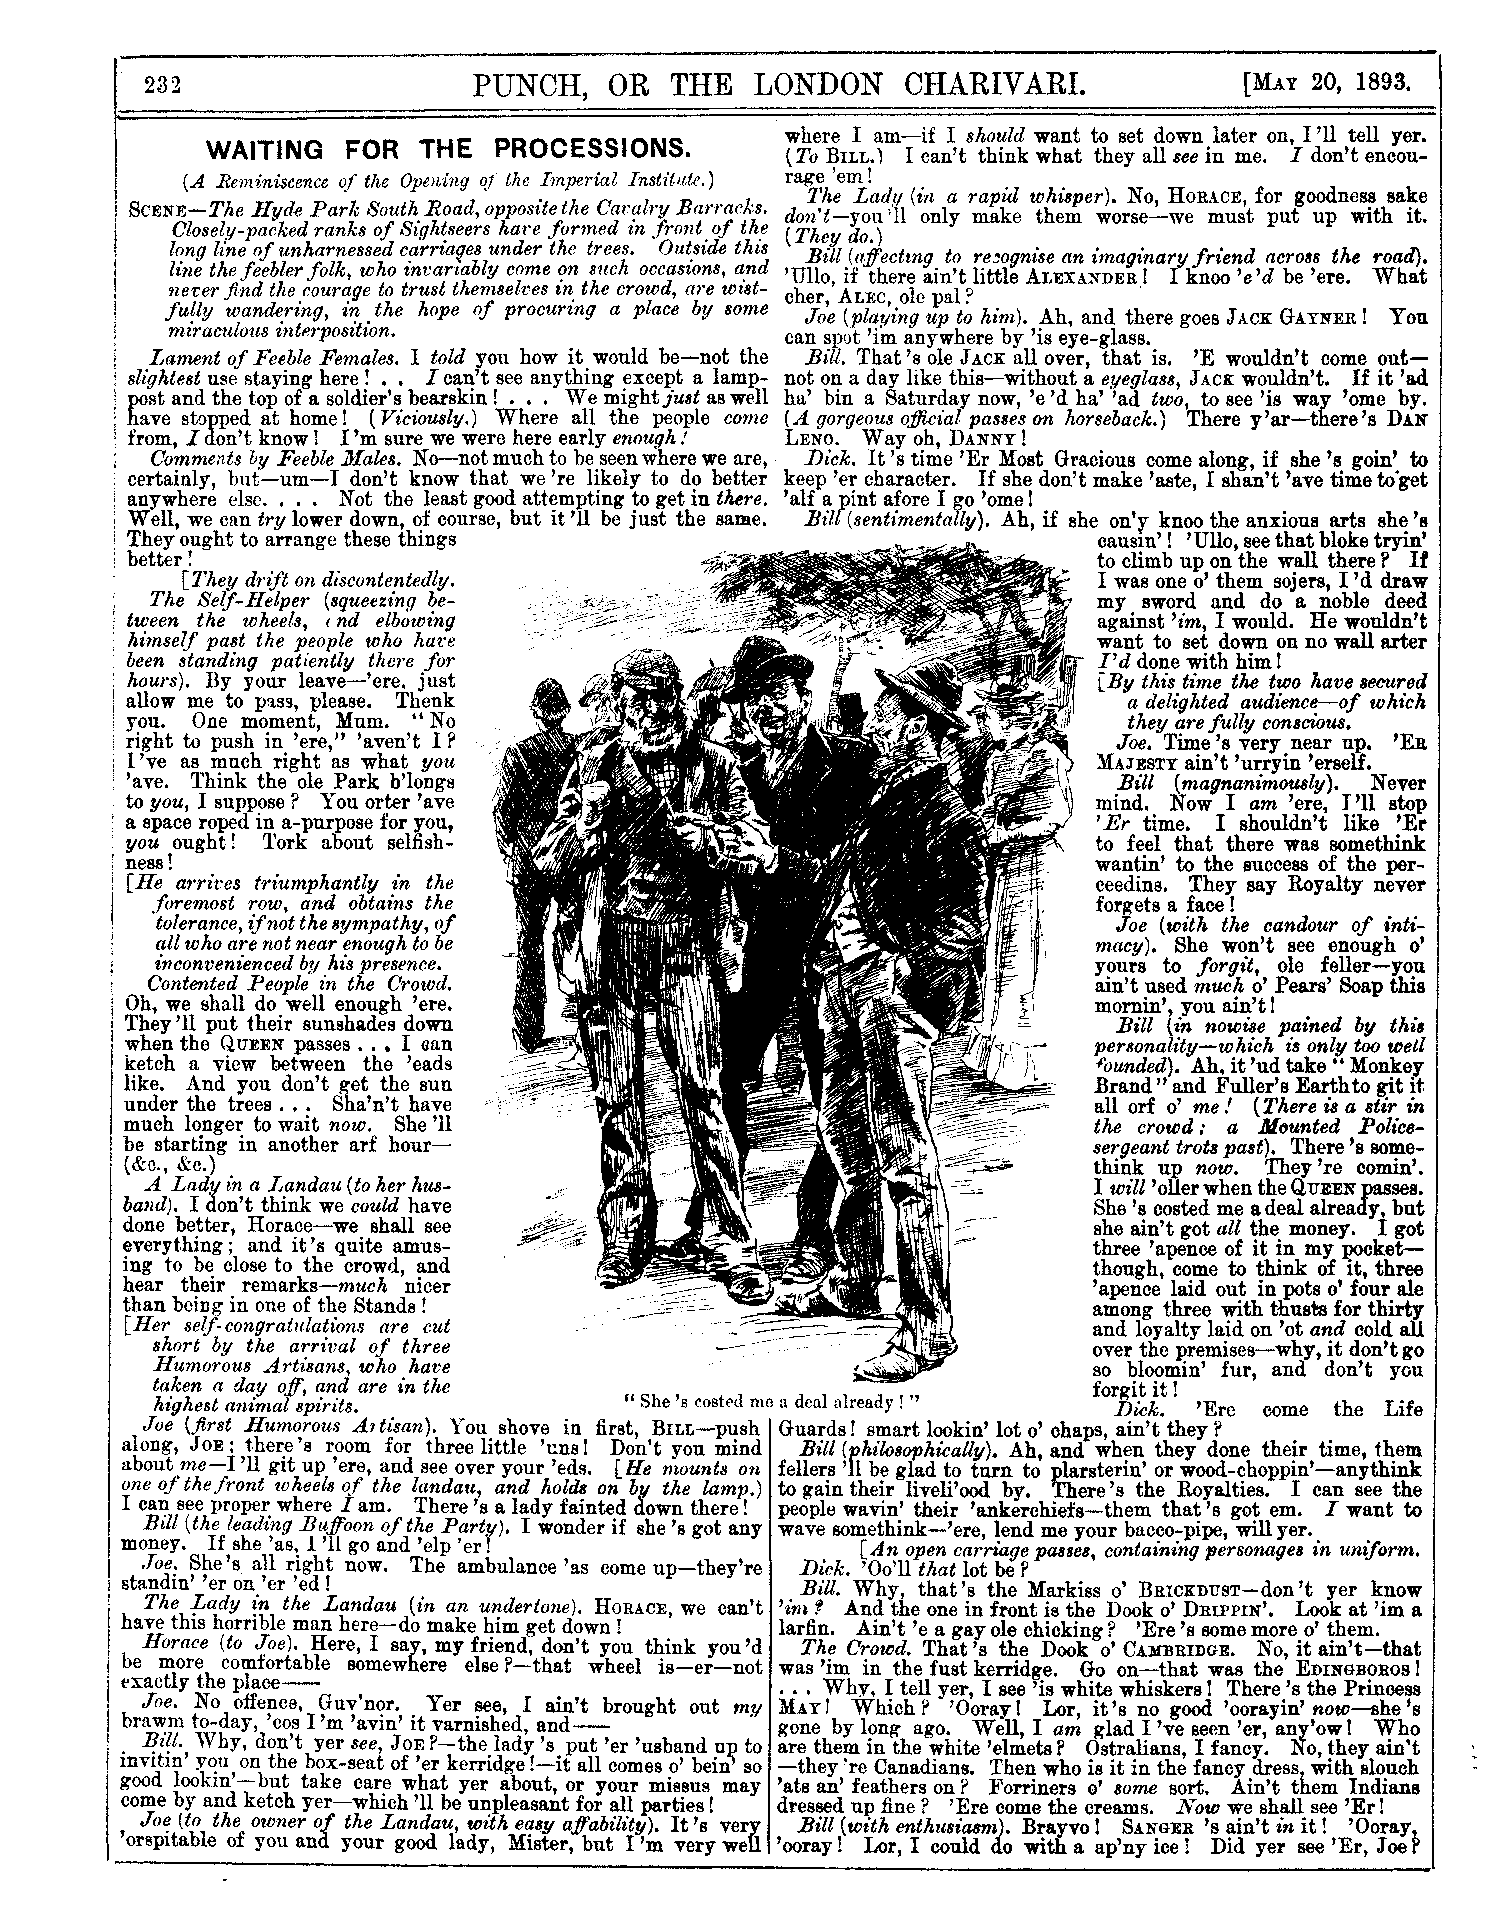 232
PUNCH, OR THE LONDON CHARIVARI.
[MAY 20, 1893.
WAITING FOR THE PROCESSIONS.
(A Reminiscence of the Opening of the Imperial Institute.)
SCENE—The Hyde Park South Road, opposite the Cavalry Barracks.
Closely-packed ranks of Sightseers have formed in front of the
long line of unharnessed carriages under the trees. Outside this
line the feebler folk, who invariably come on such occasions, and
never find the courage to trust themselves in the crowd, are wist-
fully wandering, in the hope of procuring a place by some
miraculous interposition.
Lament of Feeble Females. I told you how it would be—not the
slightest use staying here! . . I can't see anything except a lamp-
post and the top of a soldier's bearskin! . . . We might just as well
have stopped at home! (Viciously.) Where all the people come
from, I don't know! I'm sure we were here early enough!
Comments by Feeble Males. No—not much to be seen where we are,
certainly, but—um—I don't know that we're likely to do better
anywhere else. . . . Not the least good attempting to get in there.
Well, we can try lower down, of course, but it'll be just the same.
They ought to arrange these things
better!
[They drift on discontentedly.
The Self-Helper (squeezing be-
tween the wheels, and elbowing
himself past the people who have
been standing patiently there for
hours). By your leave—'ere, just
allow me to pass, please. Thenk
you. One moment, Mum. "No
right to push in 'ere," 'aven't I?
I've as much right as what you
'ave. Think the ole Park b'longs
to you, I suppose? You orter 'ave
a space roped in a-purpose for you,
you ought! Tork about selfish-
ness!
[He arrives triumphantly in the
foremost row, and obtains the
tolerance, if not the sympathy, of
all who are not near enough to be
inconvenienced by his presence.
Contented People in the Crowd.
Oh, we shall do well enough 'ere.
They'll put their sunshades down
when the QUEEN passes . . . I can
ketch a view between the 'eads
like. And you don't get the sun
under the trees . . . Sha'n't have
much longer to wait now. She'll
be starting in another arf hour—
(&c., &c.)
A Lady in a Landau (to her hus-
band). I don't think we could have
done better, Horace—we shall see
everything; and it's quite amus-
ing to be close to the crowd, and
hear their remarks—much nicer
than being in one of the Stands!
[Her self-congratulations are cut
short by the arrival of three
Humorous Artisans, who have
taken a day off, and are in the
highest animal spirits.
Joe (first Humorous Artisan). You shove in first, BILL—push
along, JOE; there's room for three little 'uns! Don't you mind
about me—I'll git up 'ere, and see over your 'eds. [He mounts on
one of the front wheels of the landau, and holds on by the lamp.)
I can see proper where I am. There's a lady fainted down there!
Bill (the leading Buffoon of the Party). I wonder if she's got any
money. If she 'as, I'll go and 'elp 'er!
Joe. She's all right now. The ambulance 'as come up—they're
standin' 'er on 'er 'ed!
The Lady in the Landau (in an undertone). HORACE, we can't
have this horrible man here—do make him get down!
Horace (to Joe). Here, I say, my friend, don't you think you'd
be more comfortable somewhere else?—that wheel is—er—not
exactly the place——
Joe. No offence, Guv'nor. Yer see, I ain't brought out my
brawm to-day, 'cos I'm 'avin' it varnished, and——
Bill. Why, don't yer see, JOE?—the lady's put 'er 'usband up to
invitin' you on the box-seat of 'er kerridge!—it all comes o' bein' so
good lookin'—but take care what yer about, or your missus may
come by and ketch yer—which'll be unpleasant for all parties!
Joe (to the owner of the Landau, with easy affability). It's very
'orspitable of you and your good lady, Mister, but I'm very well
where I am—if I should want to set down later on, I'll tell yer.
(To BILL.) I can't think what they all see in me. I don't encou-
rage 'em!
The Lady (in a rapid whisper). No, HORACE, for goodness sake
don't—you'll only make them worse—we must put up with it.
(They do.)
Bill (affecting to recognise an imaginary friend across the road).
'Ullo, if there ain't little ALEXANDER! I knoo 'e'd be 'ere. What
cher, ALEC, ole pal?
Joe (playing up to him). Ah, and there goes JACK GAYNER! You
can spot 'im anywhere by 'is eye-glass.
Bill. That's ole JACK all over, that is. 'E wouldn't come out—
not on a day like this—without a eyeglass, JACK wouldn't. If it 'ad
ha' bin a Saturday now, 'e'd ha' 'ad two, to see 'is way 'ome by.
(A gorgeous official passes on horseback.) There y'ar—there's DAN
LENO. Way oh, DANNY!
Dick. It's time 'Er Most Gracious come along, if she's goin' to
keep 'er character. If she don't make 'aste, I shan't 'ave time to get
'alf a pint afore I go 'ome!
Bill (sentimentally). Ah, if she on'y knoo the anxious arts she's
causin'! 'Ullo, see that bloke tryin'
to climb up on the wall there? If
I was one o' them sojers, I'd draw
my sword and do a noble deed
against 'im, I would. He wouldn't
want to set down on no wall arter
I'd done with him!
[By this time the two have secured
a delighted audience—of which
they are fully conscious.
Joe. Time's very near up. 'ER
MAJESTY ain't 'urryin 'erself.
Bill (magnanimously). Never
mind. Now I am 'ere, I'll stop
'Er time. I shouldn't like 'Er
to feel that there was somethink
wantin' to the success of the per-
ceedins. They say Royalty never
forgets a face!
Joe (with the candour of inti-
macy). She won't see enough o'
yours to forgit, ole feller—you
ain't used much o' Pears' Soap this
mornin', you ain't!
Bill (in nowise pained by this
personality—which is only too well
founded). Ah, it 'ud take "Monkey
Brand" and Fuller's Earth to git it
all orf o' me! (There is a stir in
the crowd; a Mounted Police-
sergeant trots past). There's some-
think up now. They're comin'.
I will 'oller when the QUEEN passes.
She's costed me a deal already, but
she ain't got all the money. I got
three 'apence of it in my pocket—
though, come to think of it, three
'apence laid out in pots o' four ale
among three with thusts for thirty
and loyalty laid on 'ot and cold all
over the premises—why, it don't go
so bloomin' fur, and don't you
forgit it!
Dick. 'Ere come the Life
"She's costed me a deal already!"
Guards! smart lookin' lot o' chaps, ain't they?
Bill (philosophically). Ah, and when they done their time, them
fellers 'll be glad to turn to plarsterin' or wood-choppin'—anythink
to gain their liveli'ood by. There's the Royalties. I can see the
people wavin' their 'ankerchiefs—them that's got em. I want to
wave somethink—'ere, lend me your bacco-pipe, will yer.
[An open carriage passes, containing personages in uniform.
Dick. 'Oo'll that lot be?
Bill. Why, that's the Markiss o' BRICKDUST—don't yer know
'im? And the one in front is the Dook o' DRIPPIN'. Look at 'im a
larfin. Ain't 'e a gay ole chicking? 'Ere's some more o' them.
The Crowd. That's the Dook o' CAMBRIDGE. No, it ain't—that
was 'im in the fust kerridge. Go on—that was the EDINGBOROS!
. . . Why, I tell yer, I see 'is white whiskers! There's the Princess
MAY! Which? 'Ooray! Lor, it's no good 'oorayin' now—she's
gone by long ago. Well, I am glad I've seen 'er, any'ow! Who
are them in the white 'elmets? Ostralians, I fancy. No, they ain't
—they're Canadians. Then who is it in the fancy dress, with slouch
'ats an' feathers on? Forriners o' some sort. Ain't them Indians
dressed up fine? 'Ere come the creams. Now we shall see 'Er!
Bill (with enthusiasm). Brayvo! SANGER 's ain't in it! 'Ooray,
'ooray! Lor, I could do with a ap'ny ice! Did yer see 'Er, Joe?